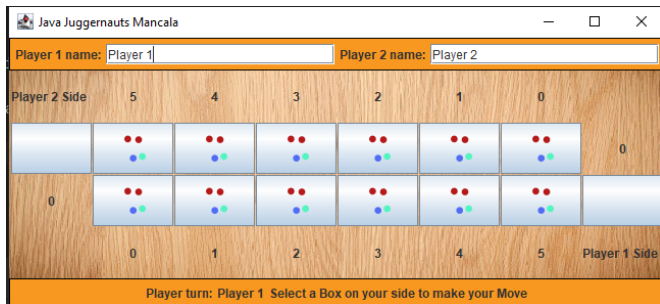 Java Juggernauts Mancala
Player 1 name: Player 1 Player 2 name: Player 2
Player 2 Side 5 4 3 2 1 0
0
0
0 1 2 3 4 5 Player 1 Side
Player turn: Player 1 Select a Box on your side to make your Move